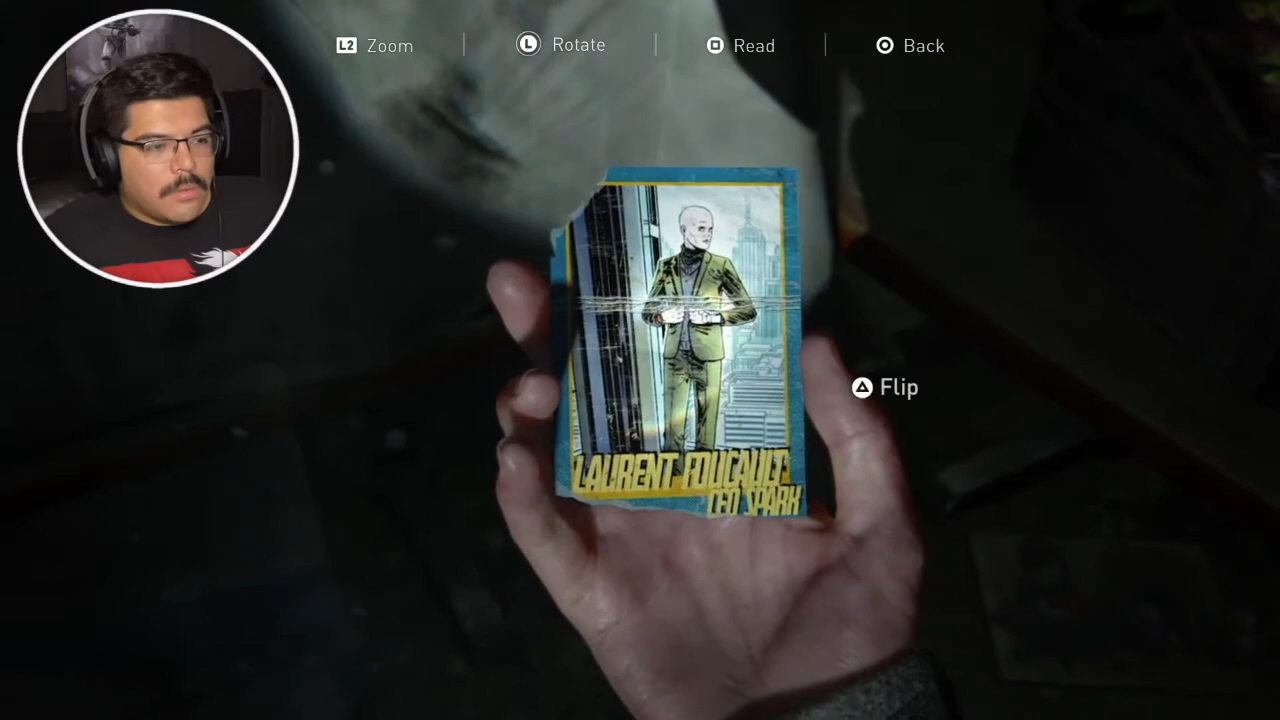 L2 Zoom | L Rotate | Read | Back
Flip
LAURENT FOUCAULT
CEO SPARK